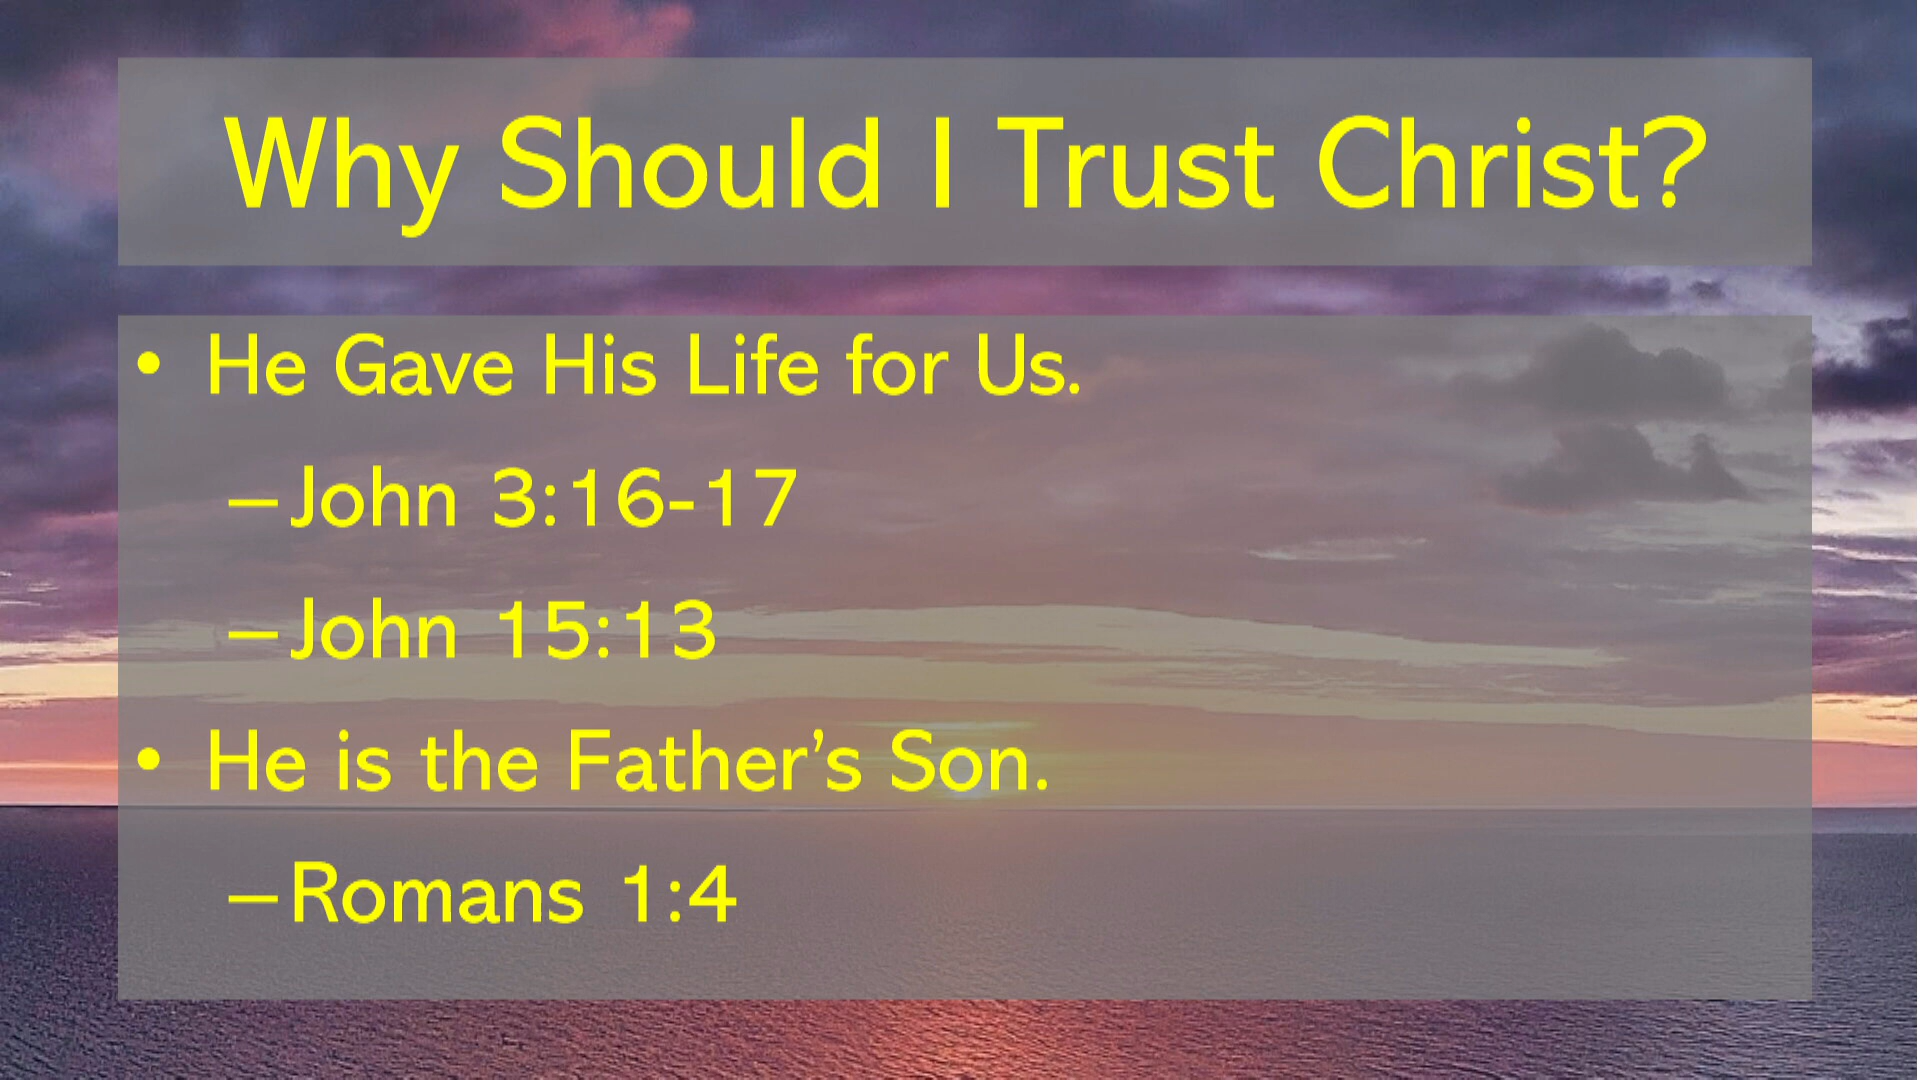 Why Should I Trust Christ?
• He Gave His Life for Us.
–John 3:16-17
–John 15:13
• He is the Father’s Son.
–Romans 1:4